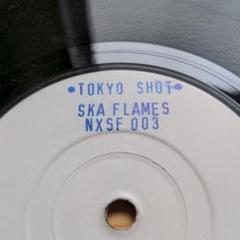 •TOKYO SHOT•
SKA FLAMES
NXSF 003